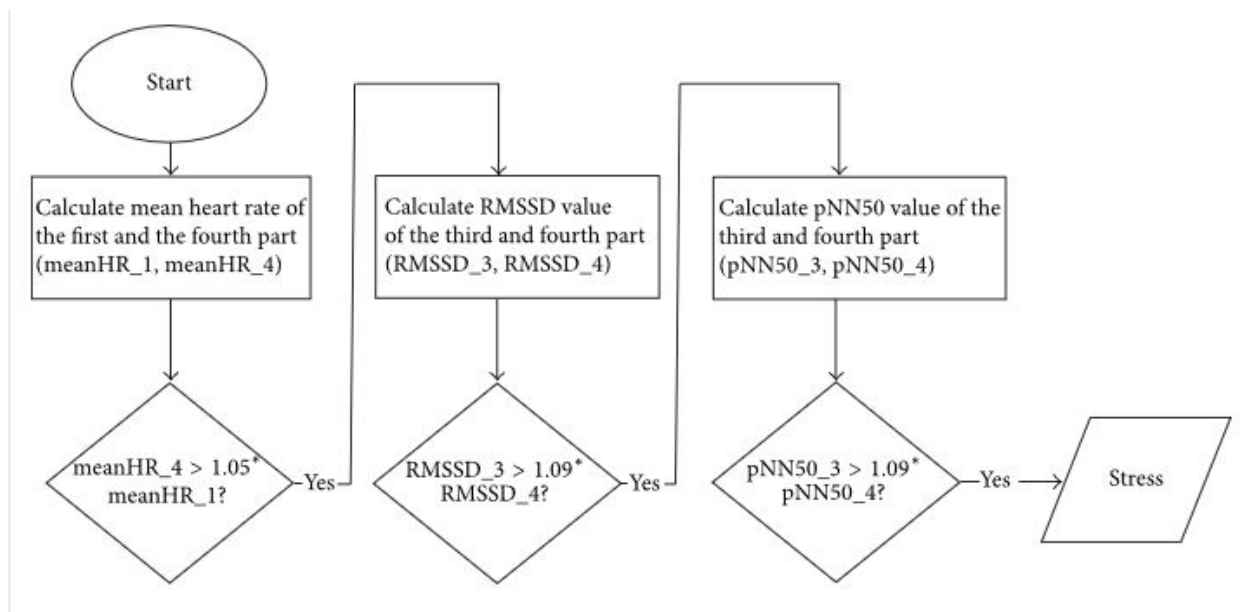 Start
Calculate mean heart rate of
the first and the fourth part
(meanHR_1, meanHR_4)
meanHR_4 > 1.05*
meanHR_1?
Yes
Calculate RMSSD value
of the third and fourth part
(RMSSD_3, RMSSD_4)
RMSSD_3 > 1.09*
RMSSD_4?
Yes
Calculate pNN50 value of the
third and fourth part
(pNN50_3, pNN50_4)
pNN50_3 > 1.09*
pNN50_4?
Yes
Stress